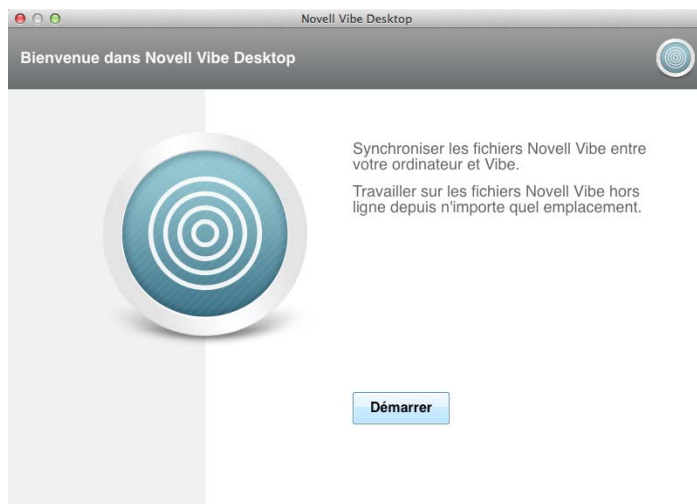 Novell Vibe Desktop
Bienvenue dans Novell Vibe Desktop
Synchroniser les fichiers Novell Vibe entre
votre ordinateur et Vibe.
Travailler sur les fichiers Novell Vibe hors
ligne depuis n'importe quel emplacement.
Démarrer